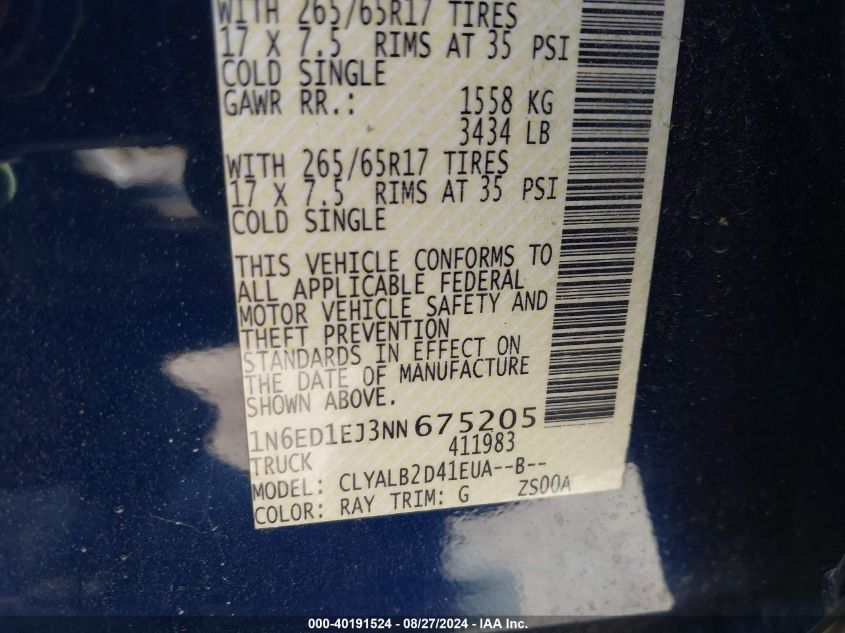 WITH 265/65R17 TIRES
17 X 7.5 RIMS AT 35 PSI
COLD SINGLE
GAWR RR.: 1558 KG
3434 LB
WITH 265/65R17 TIRES
17 X 7.5 RIMS AT 35 PSI
COLD SINGLE
THIS VEHICLE CONFORMS TO
ALL APPLICABLE FEDERAL
MOTOR VEHICLE SAFETY AND
THEFT PREVENTION
STANDARDS IN EFFECT ON
THE DATE OF MANUFACTURE
SHOWN ABOVE.
1N6ED1EJ3NN675205
TRUCK 411983
MODEL: CLYALB2D41EUA--B--
COLOR: RAY TRIM: G ZS00A
000-40191524 - 08/27/2024 - IAA Inc.